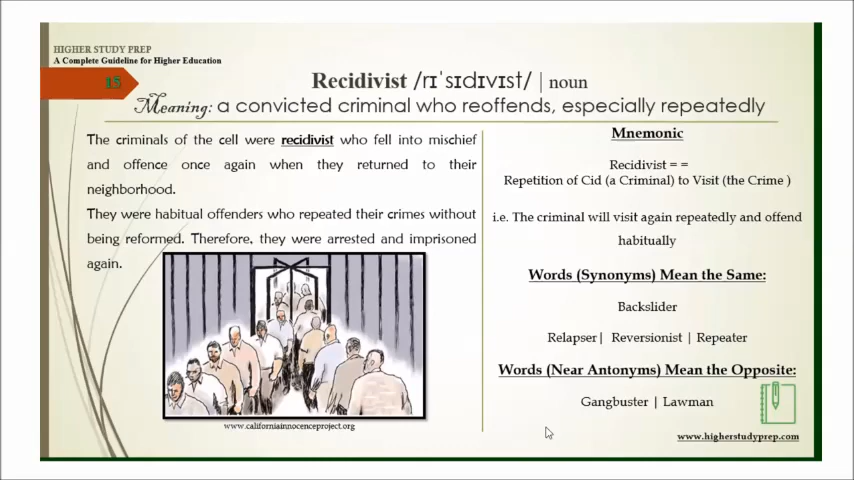 HIGHER STUDY PREP
A Complete Guideline for Higher Education
15
Recidivist /rɪˈsɪdɪvɪst/ | noun
Meaning: a convicted criminal who reoffends, especially repeatedly
The criminals of the cell were recidivist who fell into mischief
and offence once again when they returned to their
neighborhood.
They were habitual offenders who repeated their crimes without
being reformed. Therefore, they were arrested and imprisoned
again.
www.californiainnocenceproject.org
Mnemonic
Recidivist = =
Repetition of Cid (a Criminal) to Visit (the Crime )
i.e. The criminal will visit again repeatedly and offend
habitually
Words (Synonyms) Mean the Same:
Backslider
Relapser| Reversionist | Repeater
Words (Near Antonyms) Mean the Opposite:
Gangbuster | Lawman
www.higherstudyprep.com